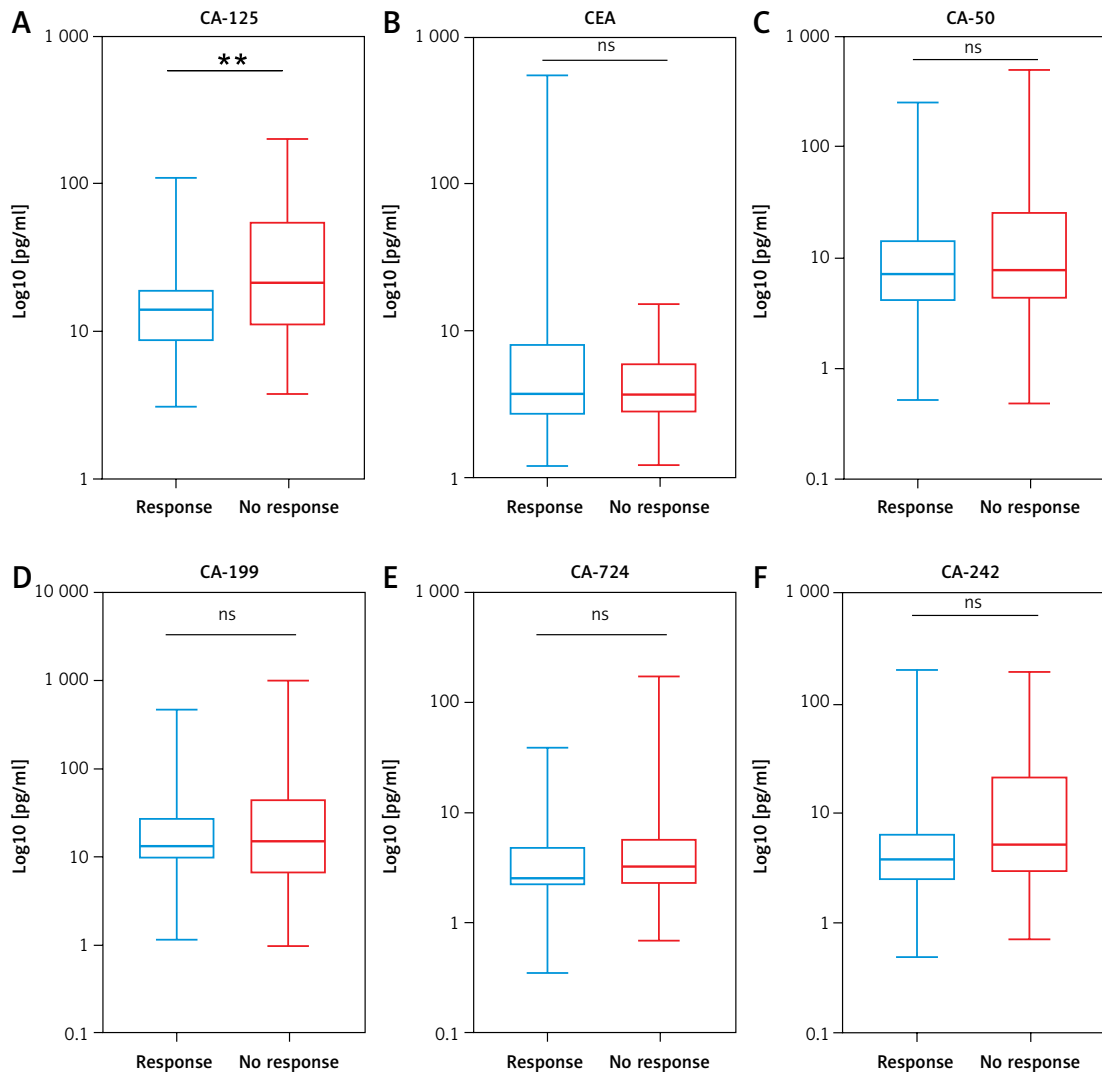 A
CA-125
1 000
**
100
10
1
Log10 [pg/ml]
Response No response
B
CEA
1 000
ns
100
10
1
Log10 [pg/ml]
Response No response
C
CA-50
1 000
ns
100
10
1
0.1
Log10 [pg/ml]
Response No response
D
CA-199
10 000
ns
1 000
100
10
1
0.1
Log10 [pg/ml]
Response No response
E
CA-724
1 000
ns
100
10
1
0.1
Log10 [pg/ml]
Response No response
F
CA-242
1 000
ns
100
10
1
0.1
Log10 [pg/ml]
Response No response